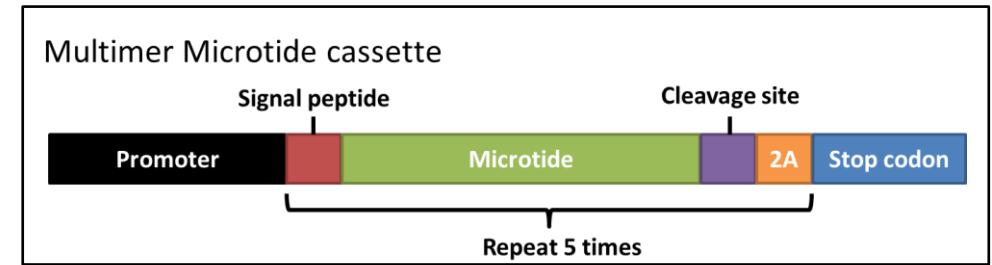 Multimer Microtide cassette
Signal peptide
Cleavage site
Promoter
Microtide
2A
Stop codon
Repeat 5 times